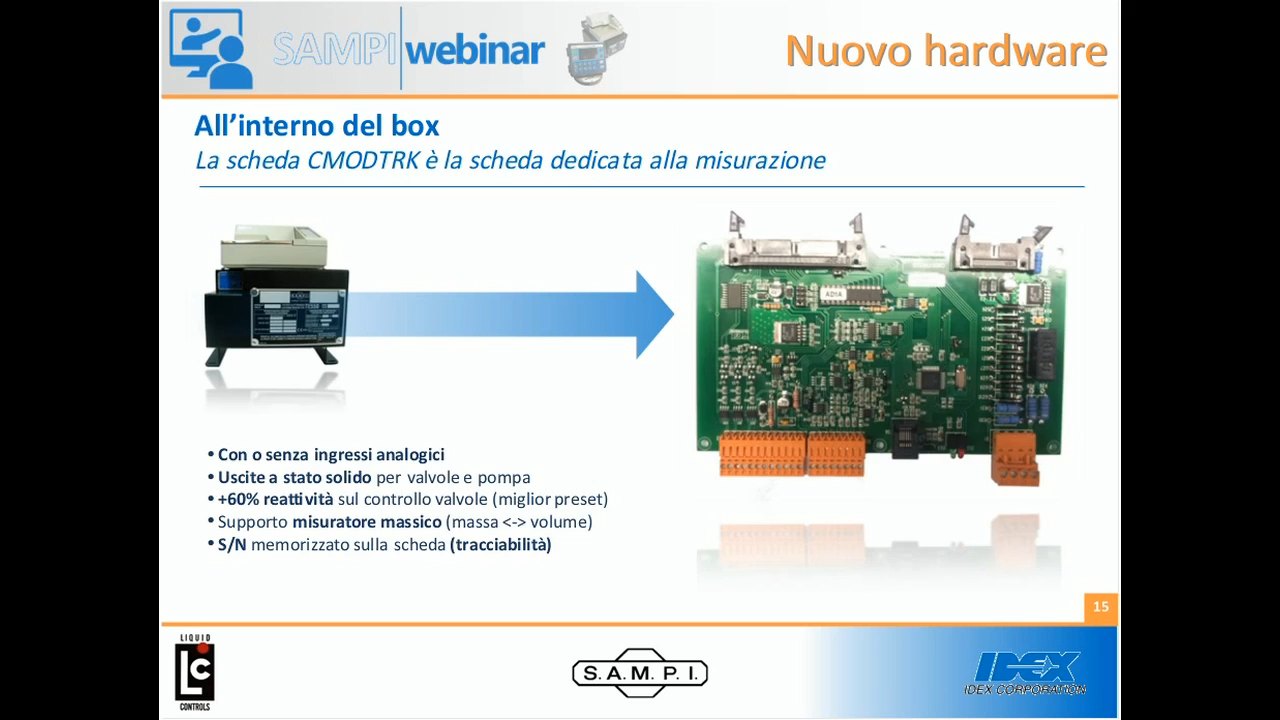 SAMPI webinar
Nuovo hardware
All’interno del box
La scheda CMODTRK è la scheda dedicata alla misurazione
• Con o senza ingressi analogici
• Uscite a stato solido per valvole e pompa
• +60% reattività sul controllo valvole (miglior preset)
• Supporto misuratore massico (massa <-> volume)
• S/N memorizzato sulla scheda (tracciabilità)
15
LIQUID
LC
CONTROLS
S.A.M.P.I.
IDEX
IDEX CORPORATION